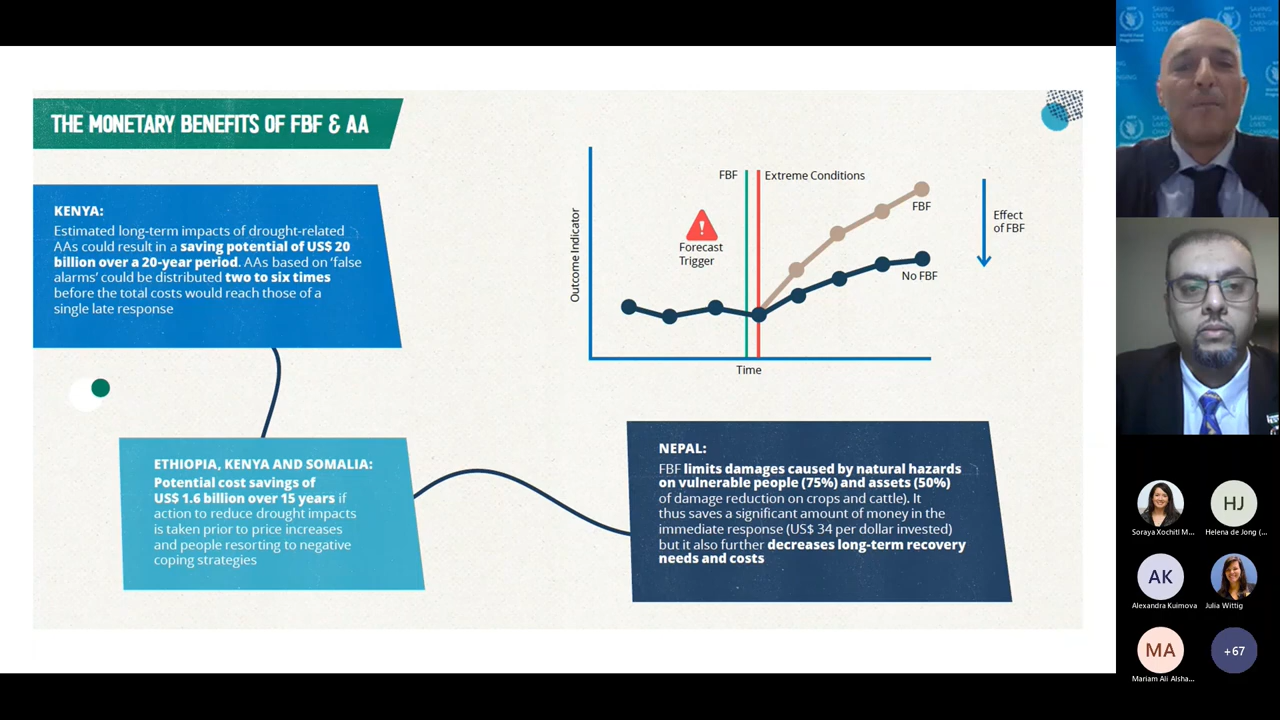 THE MONETARY BENEFITS OF FBF & AA
KENYA:
Estimated long-term impacts of drought-related
AAs could result in a saving potential of US$ 20
billion over a 20-year period. AAs based on 'false
alarms' could be distributed two to six times
before the total costs would reach those of a
single late response
FBF
Extreme Conditions
Forecast
Trigger
Outcome Indicator
FBF
No FBF
Effect
of FBF
Time
ETHIOPIA, KENYA AND SOMALIA:
Potential cost savings of
US$ 1.6 billion over 15 years if
action to reduce drought impacts
is taken prior to price increases
and people resorting to negative
coping strategies
NEPAL:
FBF limits damages caused by natural hazards
on vulnerable people (75%) and assets (50%)
of damage reduction on crops and cattle). It
thus saves a significant amount of money in the
immediate response (US$ 34 per dollar invested)
but it also further decreases long-term recovery
needs and costs
SAVING
LIVES
CHANGING
World Food
Programme
HJ
Soraya Xochitl M...
Helena de Jong (...
AK
Alexandra Kuimova
Julia Wittig
MA
+67
Mariam Ali Alsha...